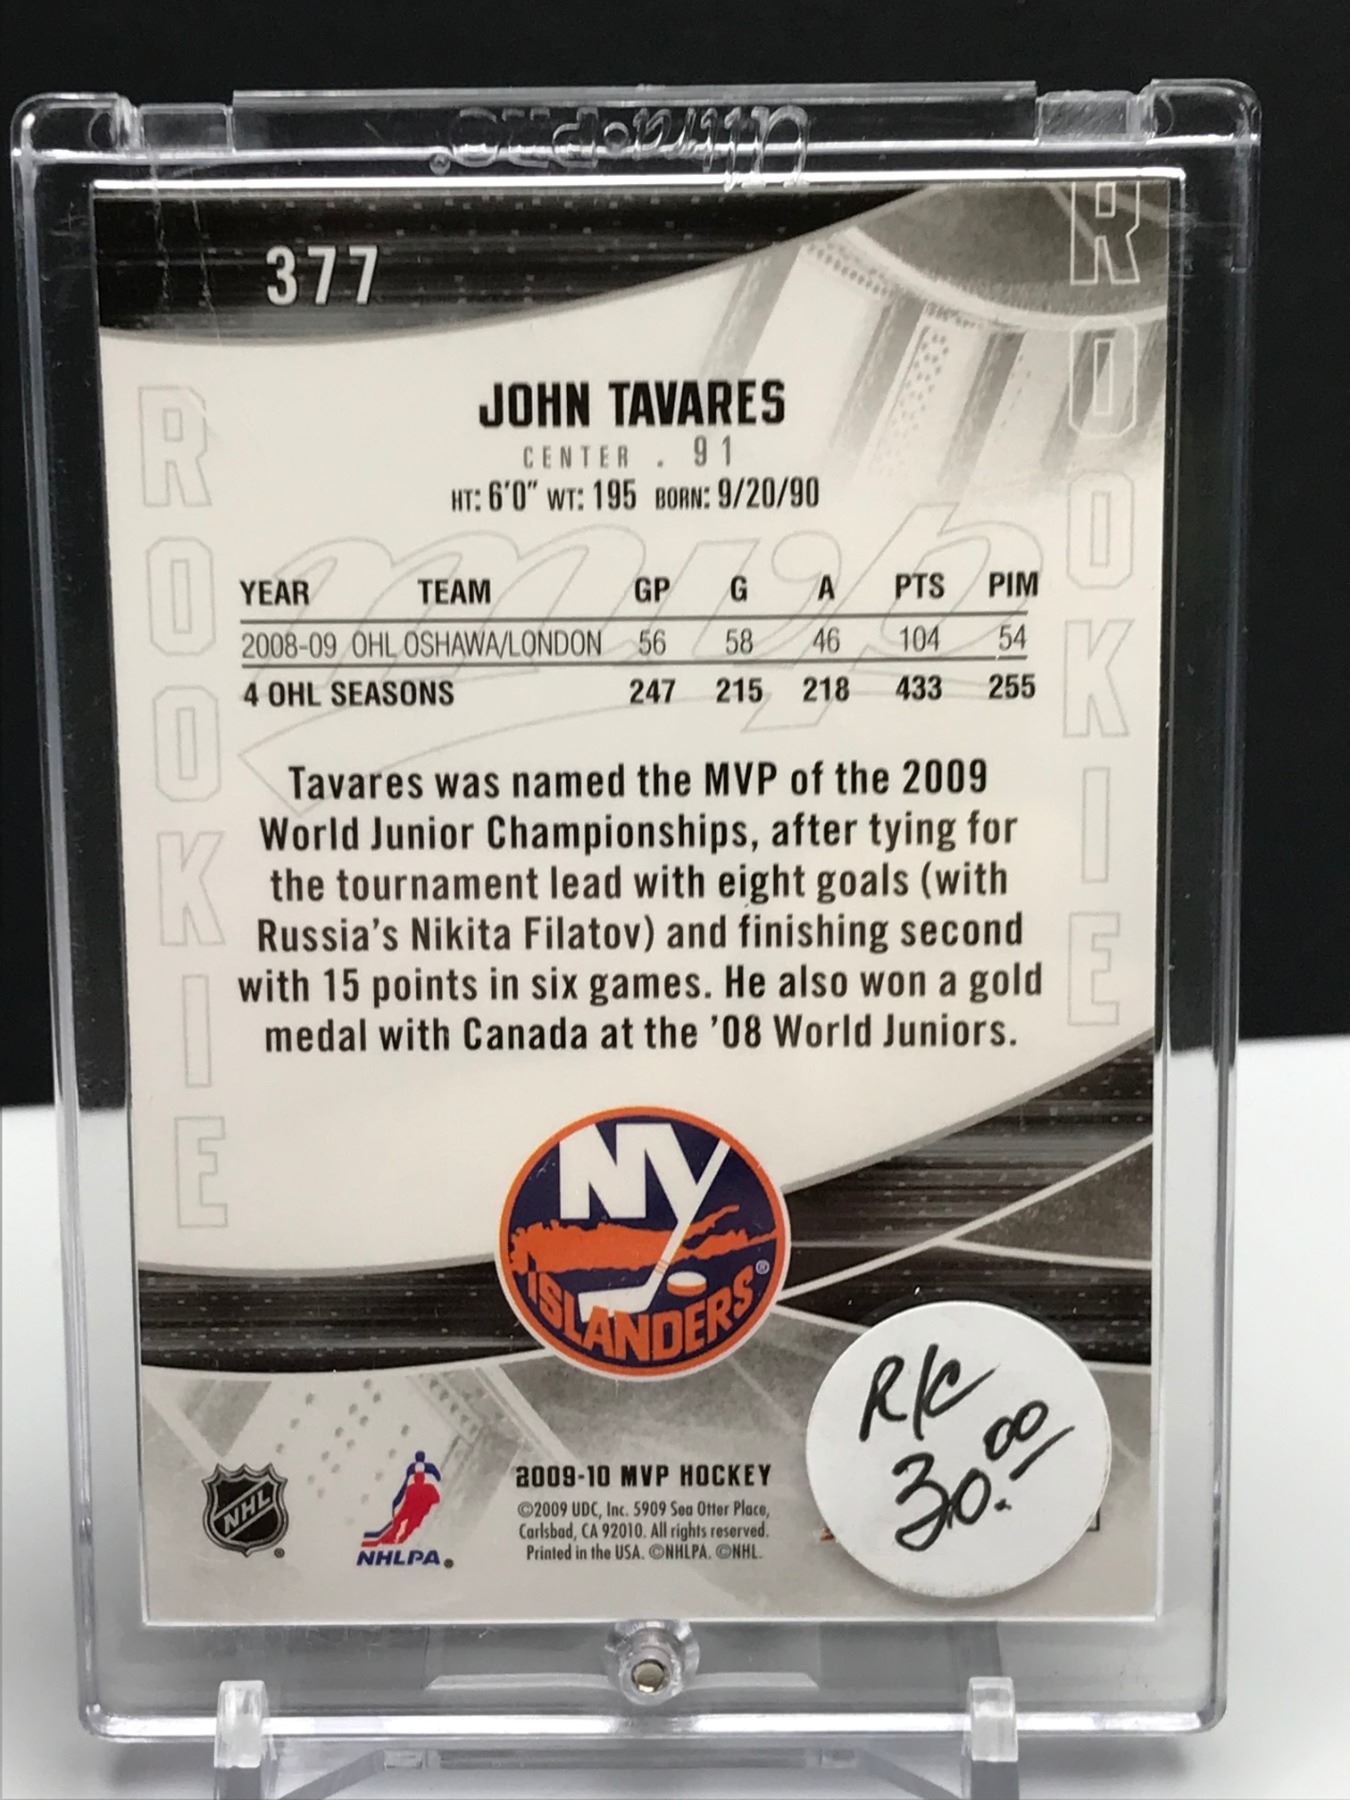 Ultra·PRO
377
JOHN TAVARES
CENTER . 91
HT: 6'0" WT: 195 BORN: 9/20/90
YEAR TEAM GP G A PTS PIM
2008-09 OHL OSHAWA/LONDON 56 58 46 104 54
4 OHL SEASONS 247 215 218 433 255
mvp
Tavares was named the MVP of the 2009
World Junior Championships, after tying for
the tournament lead with eight goals (with
Russia's Nikita Filatov) and finishing second
with 15 points in six games. He also won a gold
medal with Canada at the '08 World Juniors.
ROOKIE
ROOKIE
NY
ISLANDERS®
NHL®
NHLPA®
2009-10 MVP HOCKEY
©2009 UDC, Inc. 5909 Sea Otter Place,
Carlsbad, CA 92010. All rights reserved.
Printed in the USA. ©NHLPA. ©NHL.
R/C
30.00